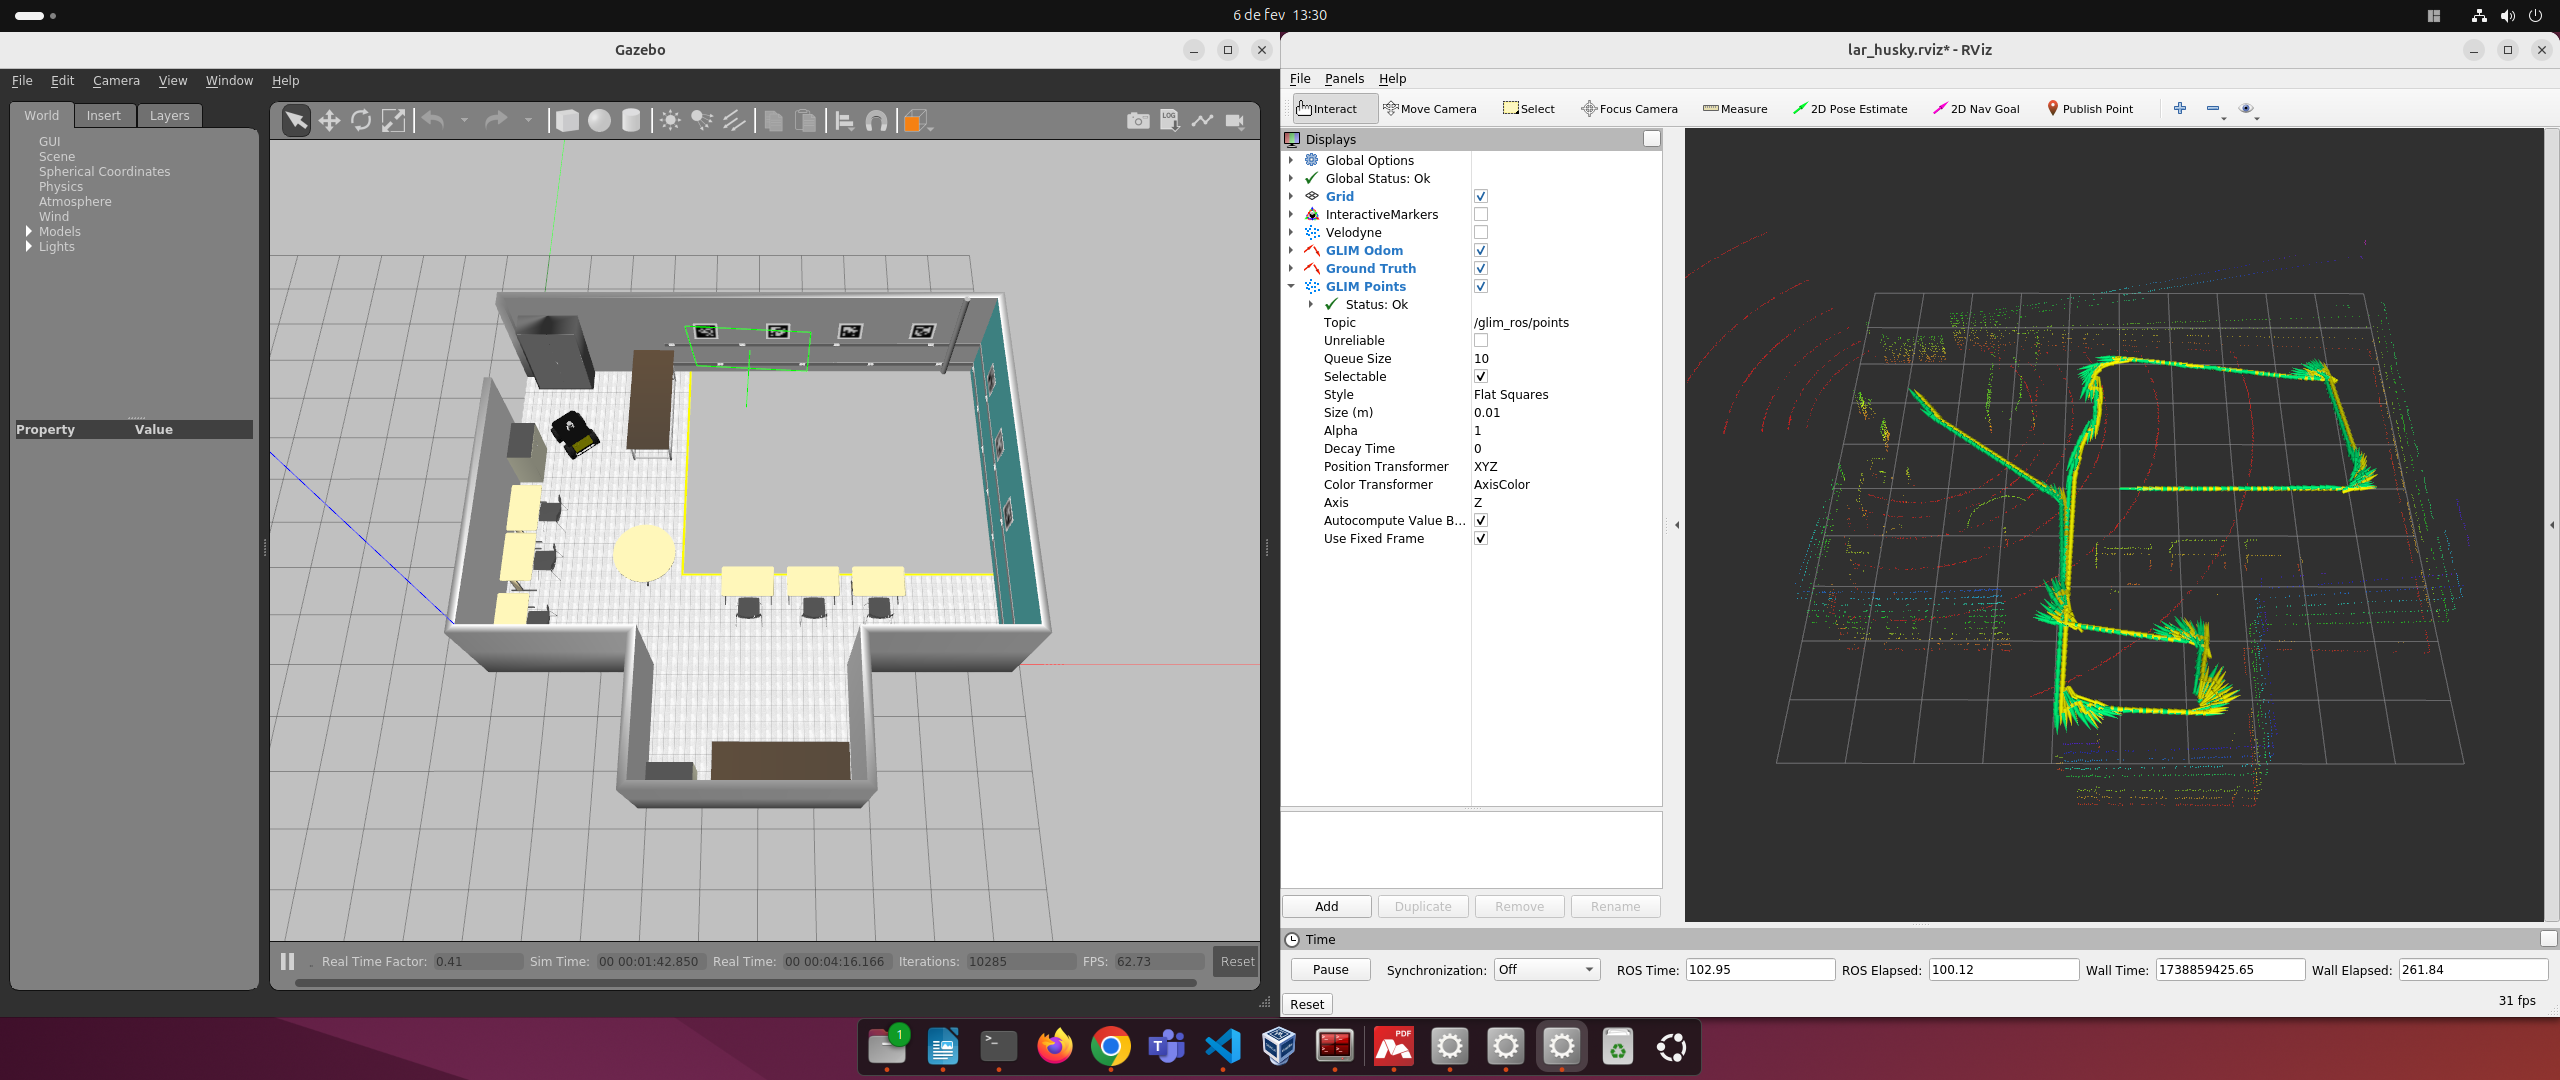 6 de fev 13:30
Gazebo
File Edit Camera View Window Help
World Insert Layers
GUI
Scene
Spherical Coordinates
Physics
Atmosphere
Wind
Models
Lights
Property Value
LOG
Real Time Factor: 0.41 Sim Time: 00 00:01:42.850 Real Time: 00 00:04:16.166 Iterations: 10285 FPS: 62.73 Reset
lar_husky.rviz* - RViz
File Panels Help
Interact Move Camera Select Focus Camera Measure 2D Pose Estimate 2D Nav Goal Publish Point
Displays
Global Options
Global Status: Ok
Grid
InteractiveMarkers
Velodyne
GLIM Odom
Ground Truth
GLIM Points
Status: Ok
Topic /glim_ros/points
Unreliable
Queue Size 10
Selectable
Style Flat Squares
Size (m) 0.01
Alpha 1
Decay Time 0
Position Transformer XYZ
Color Transformer AxisColor
Axis Z
Autocompute Value B...
Use Fixed Frame
Add Duplicate Remove Rename
Time
Pause Synchronization: Off ROS Time: 102.95 ROS Elapsed: 100.12 Wall Time: 1738859425.65 Wall Elapsed: 261.84
Reset 31 fps
1
>_
T
PDF